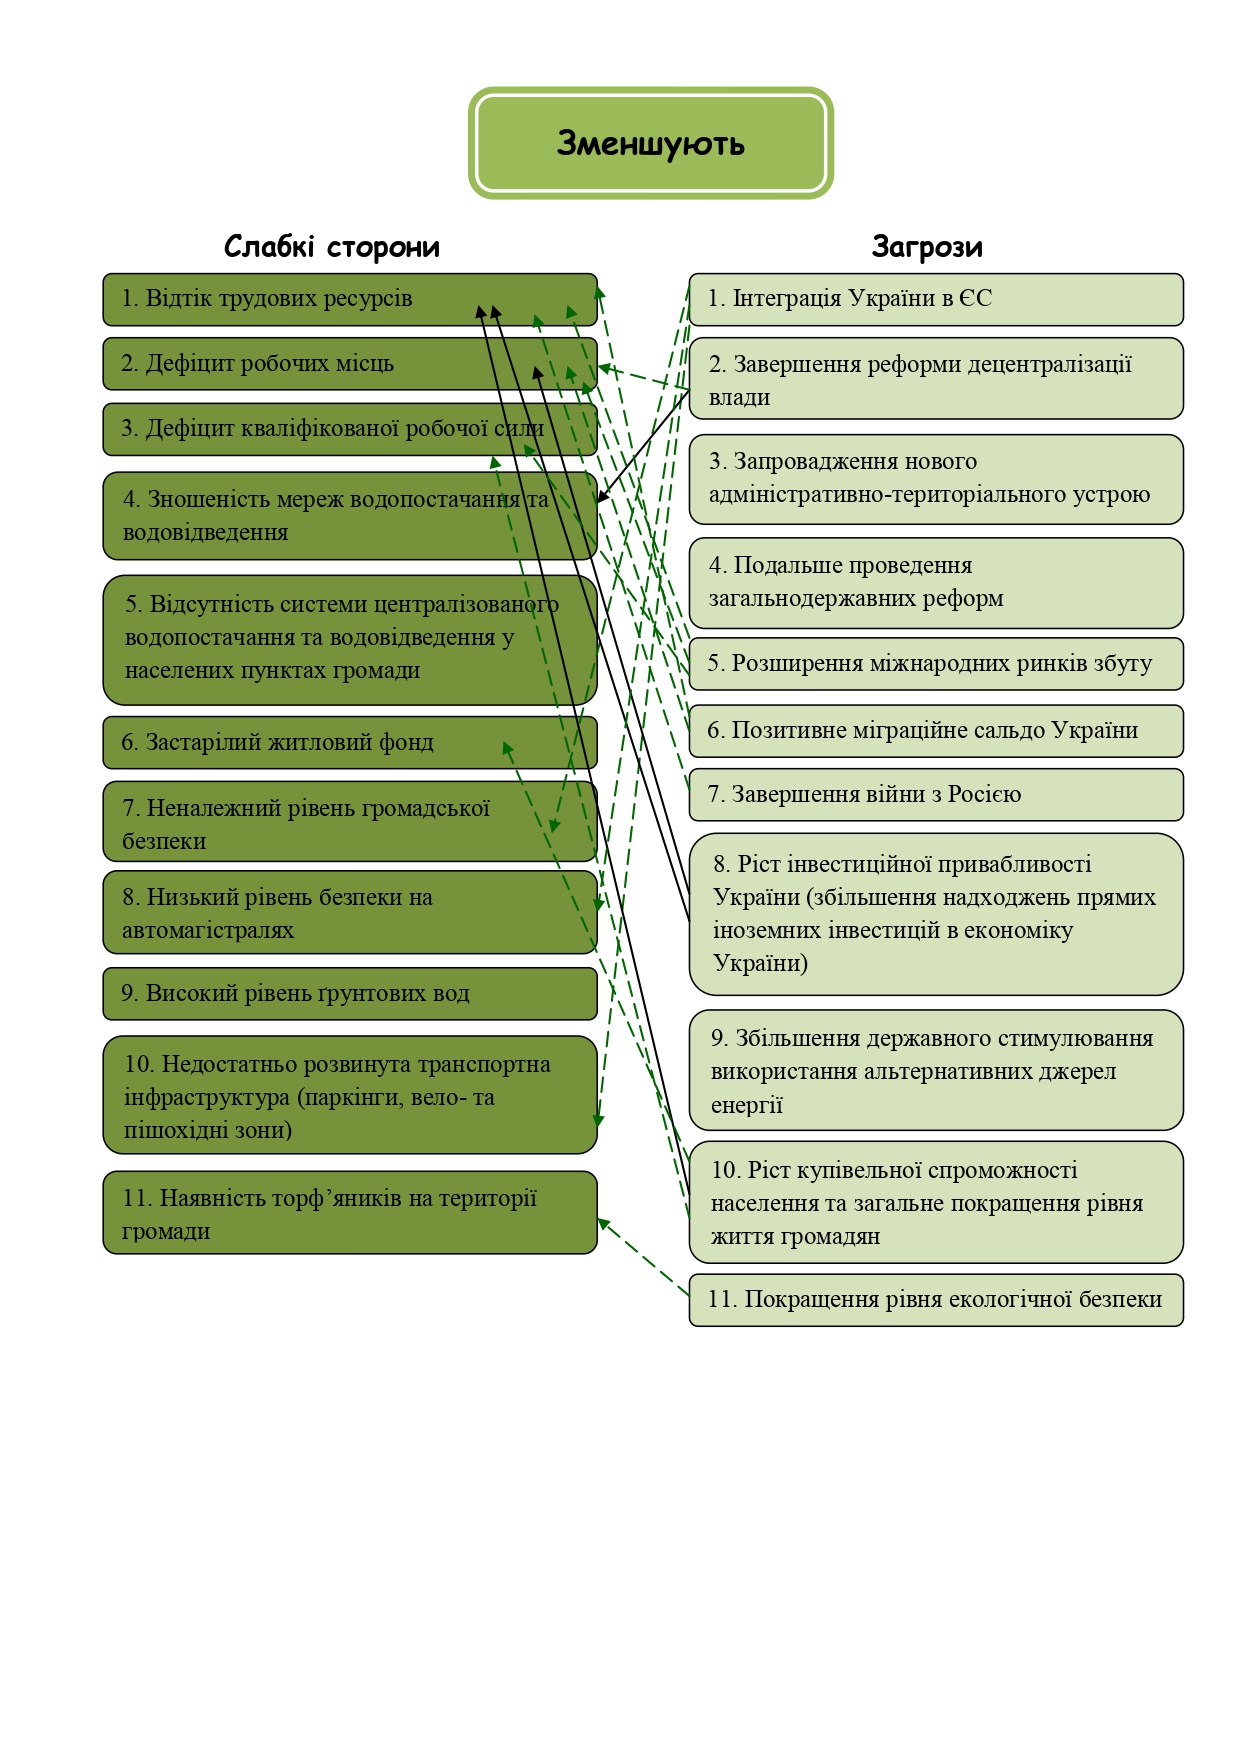 Зменшують
Слабкі сторони
1. Відтік трудових ресурсів
2. Дефіцит робочих місць
3. Дефіцит кваліфікованої робочої сили
4. Зношеність мереж водопостачання та
водовідведення
5. Відсутність системи централізованого
водопостачання та водовідведення у
населених пунктах громади
6. Застарілий житловий фонд
7. Неналежний рівень громадської
безпеки
8. Низький рівень безпеки на
автомагістралях
9. Високий рівень ґрунтових вод
10. Недостатньо розвинута транспортна
інфраструктура (паркінги, вело- та
пішохідні зони)
11. Наявність торф’яників на території
громади
Загрози
1. Інтеграція України в ЄС
2. Завершення реформи децентралізації
влади
3. Запровадження нового
адміністративно-територіального устрою
4. Подальше проведення
загальнодержавних реформ
5. Розширення міжнародних ринків збуту
6. Позитивне міграційне сальдо України
7. Завершення війни з Росією
8. Ріст інвестиційної привабливості
України (збільшення надходжень прямих
іноземних інвестицій в економіку
України)
9. Збільшення державного стимулювання
використання альтернативних джерел
енергії
10. Ріст купівельної спроможності
населення та загальне покращення рівня
життя громадян
11. Покращення рівня екологічної безпеки